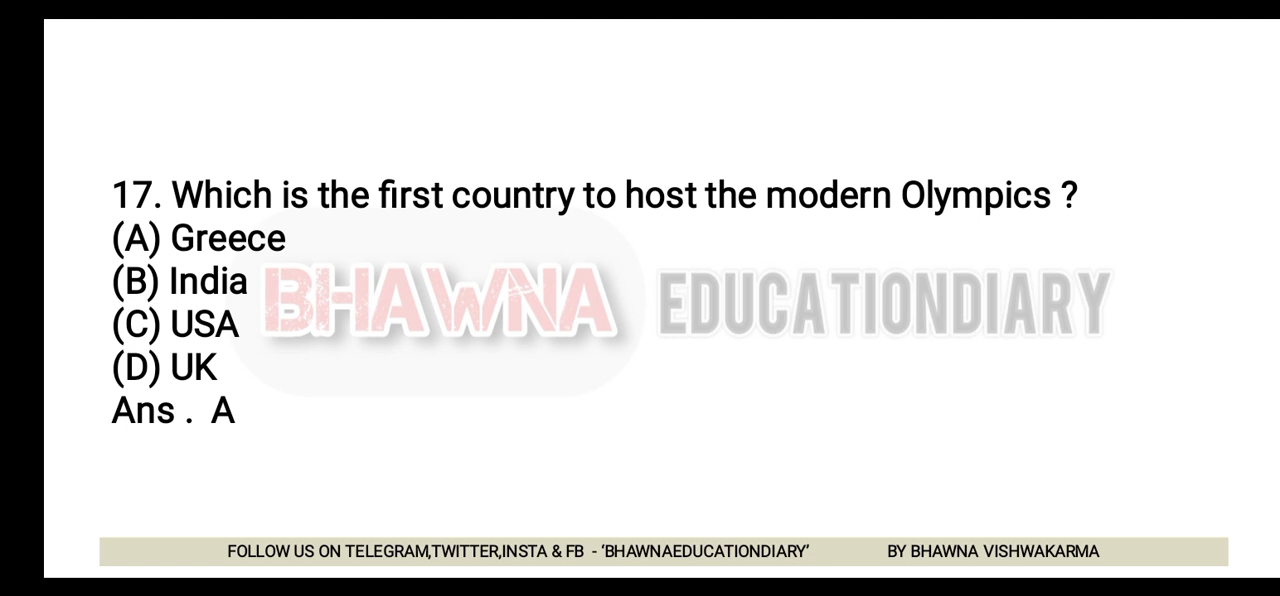 17. Which is the first country to host the modern Olympics ?
(A) Greece
(B) India
(C) USA
(D) UK
Ans . A
BHAWNA EDUCATIONDIARY
FOLLOW US ON TELEGRAM,TWITTER,INSTA & FB - ‘BHAWNAEDUCATIONDIARY’ BY BHAWNA VISHWAKARMA